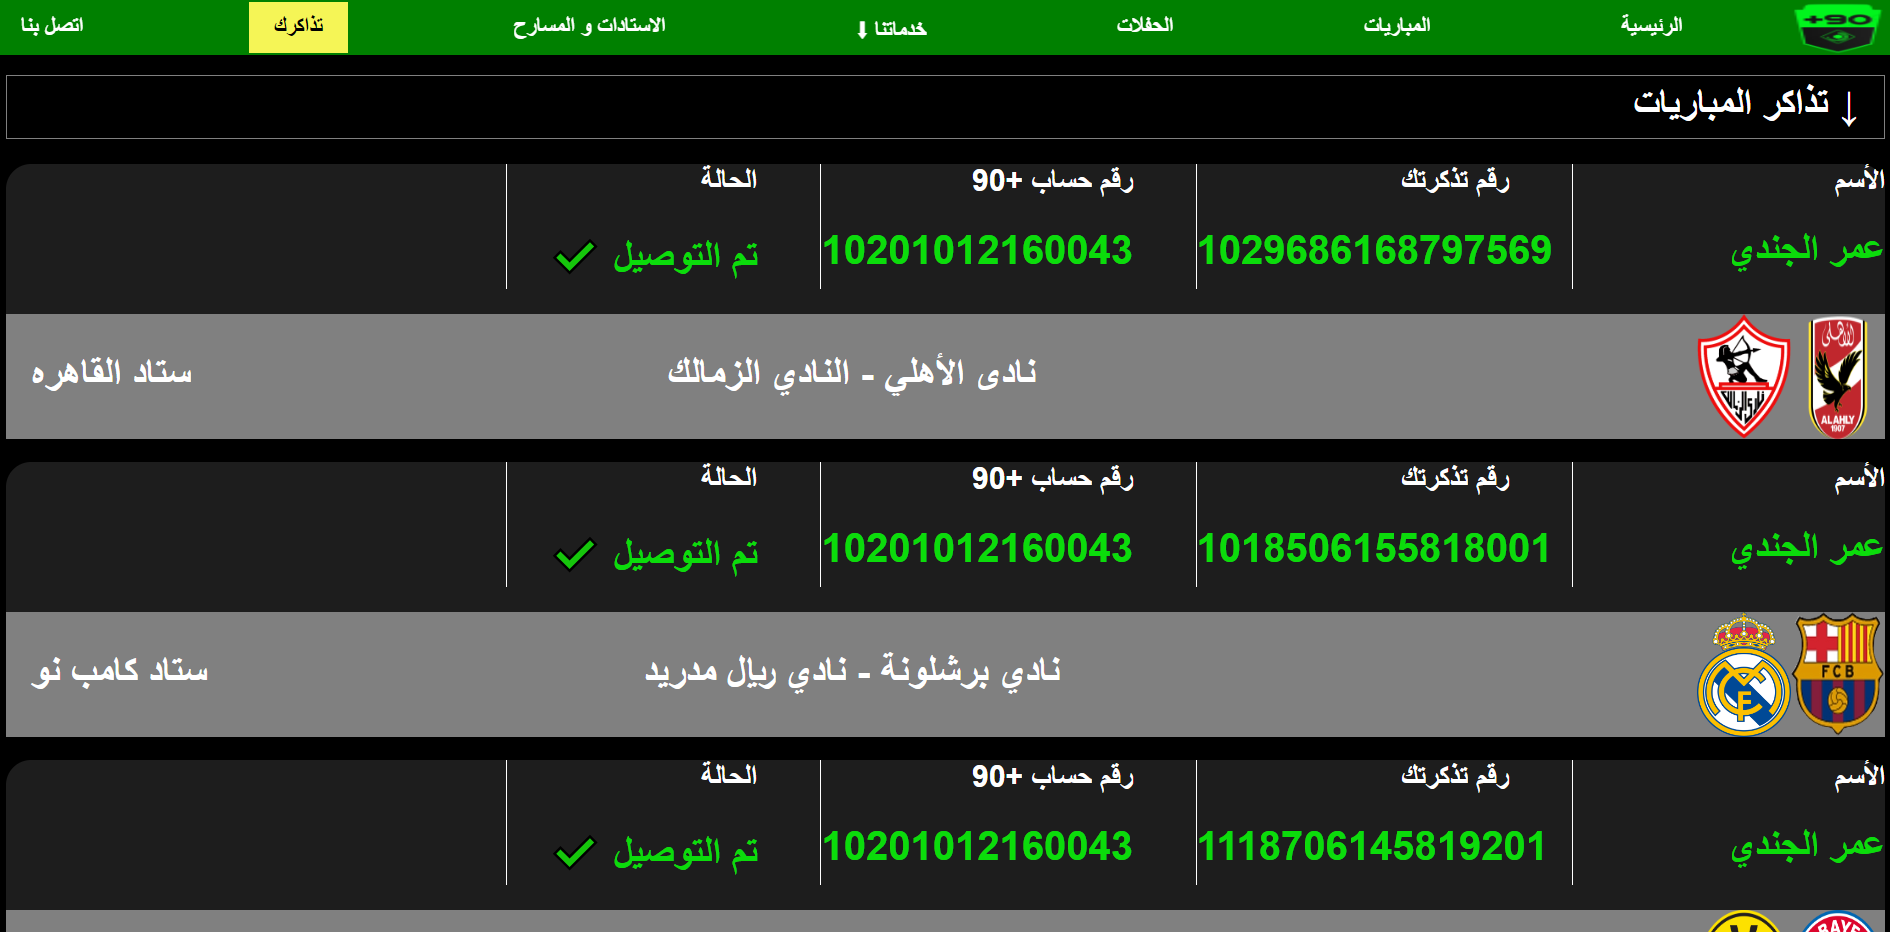 +90
الرئيسية
المباريات
الحفلات
خدماتنا ⬇
الاستادات و المسارح
تذاكرك
اتصل بنا
↓ تذاكر المباريات
الأسم
رقم تذكرتك
رقم حساب +90
الحالة
عمر الجندي
1029686168797569
10201012160043
تم التوصيل ✓
ALAHLY
1907
نادى الأهلي - النادي الزمالك
ستاد القاهره
الأسم
رقم تذكرتك
رقم حساب +90
الحالة
عمر الجندي
1018506155818001
10201012160043
تم التوصيل ✓
FCB
نادي برشلونة - نادي ريال مدريد
ستاد كامب نو
الأسم
رقم تذكرتك
رقم حساب +90
الحالة
عمر الجندي
1118706145819201
10201012160043
تم التوصيل ✓